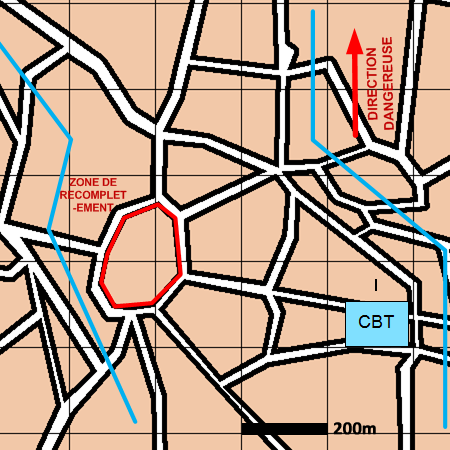 DIRECTION
DANGEREUSE
ZONE DE
RECOMPLET
-EMENT
I
CBT
200m